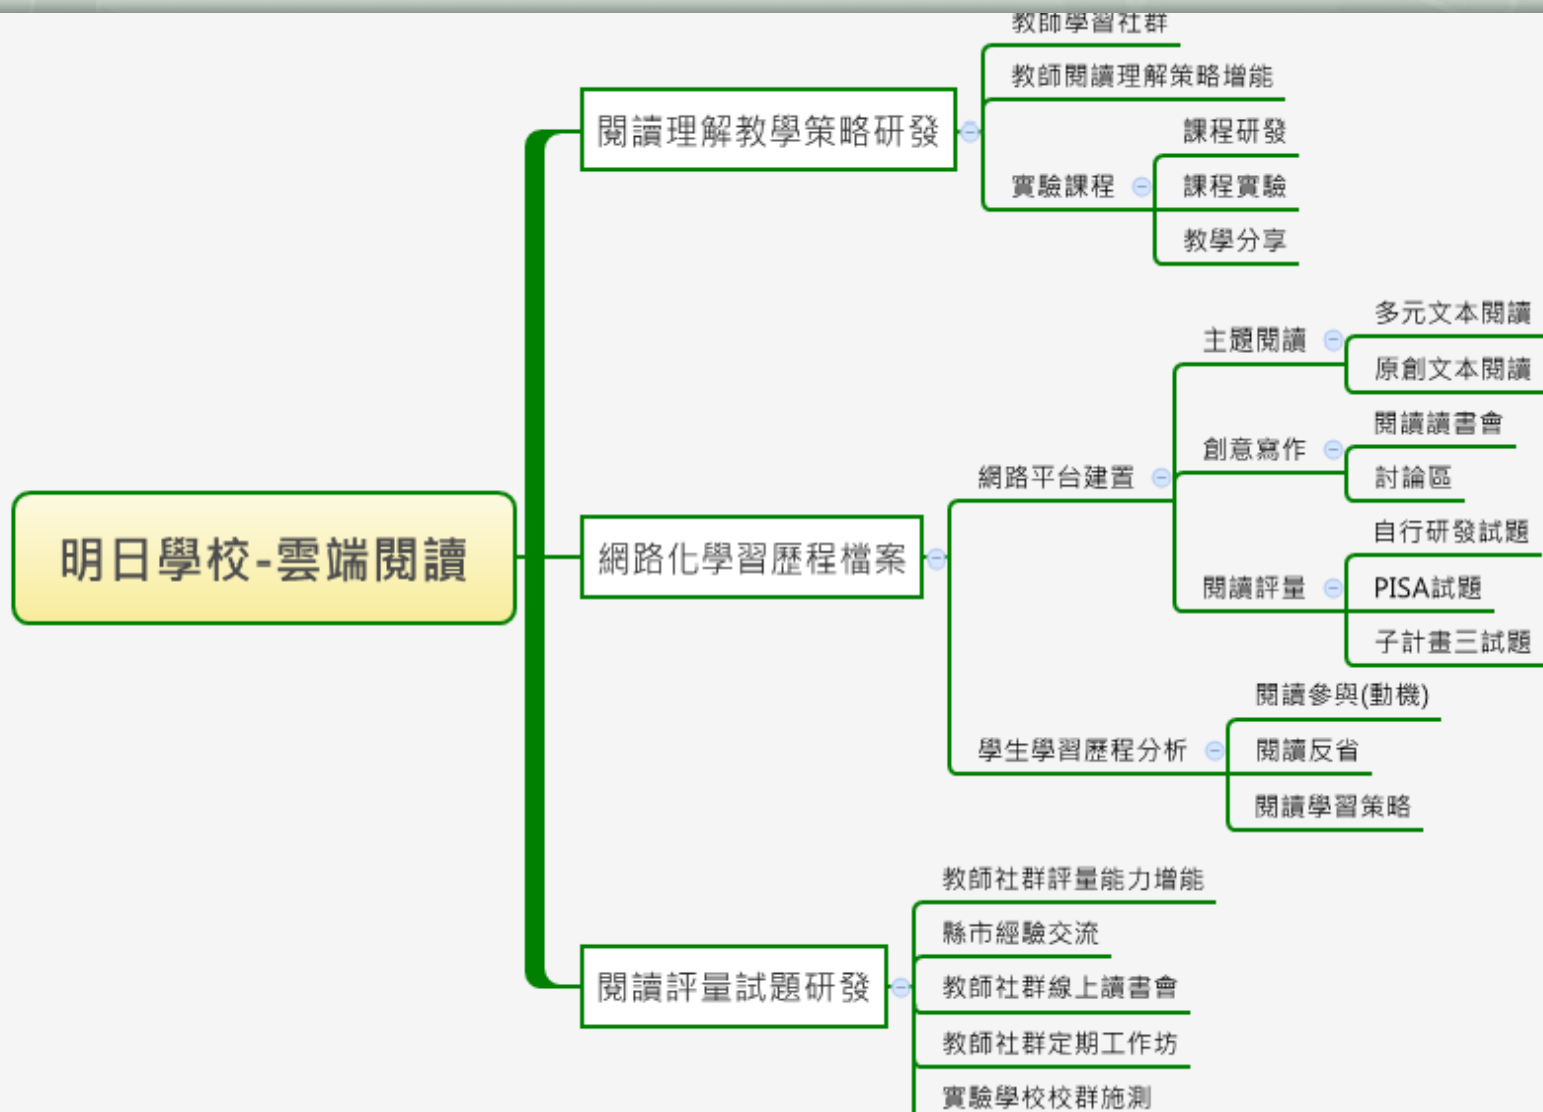 教師學習社群
教師閱讀理解策略增能
閱讀理解教學策略研發
課程研發
實驗課程
課程實驗
教學分享
多元文本閱讀
主題閱讀
原創文本閱讀
閱讀讀書會
創意寫作
討論區
網路平台建置
自行研發試題
閱讀評量
PISA試題
子計畫三試題
明日學校-雲端閱讀
網路化學習歷程檔案
閱讀參與(動機)
學生學習歷程分析
閱讀反省
閱讀學習策略
教師社群評量能力增能
縣市經驗交流
閱讀評量試題研發
教師社群線上讀書會
教師社群定期工作坊
實驗學校校群施測